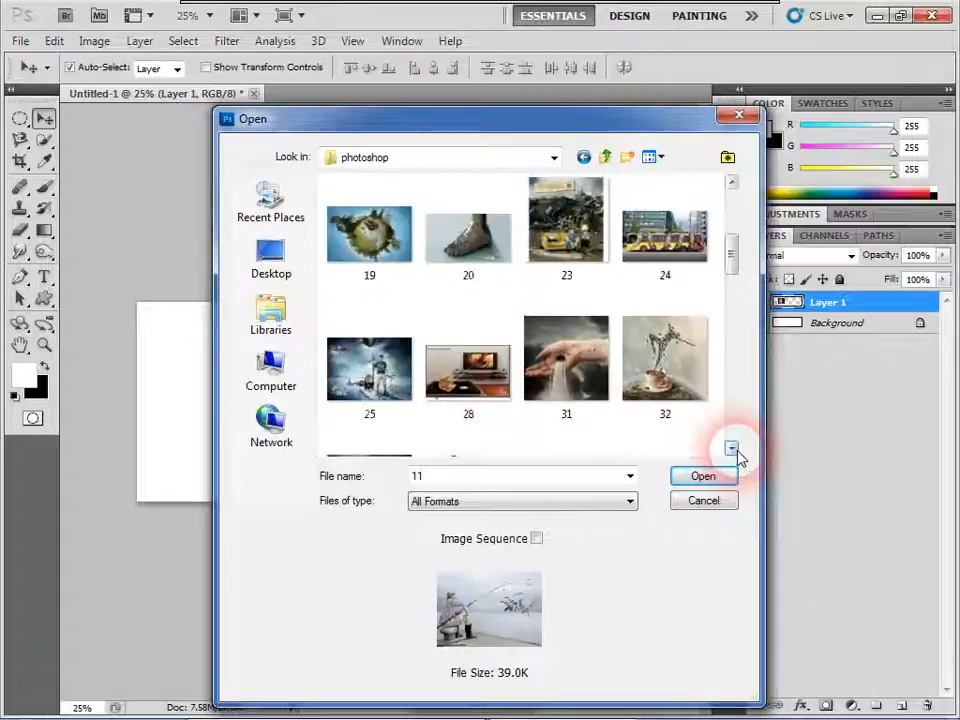 Ps Br Mb 25% ESSENTIALS DESIGN PAINTING CS Live
File Edit Image Layer Select Filter Analysis 3D View Window Help
Auto-Select: Layer Show Transform Controls
Untitled-1 @ 25% (Layer 1, RGB/8) * COLOR SWATCHES STYLES
Ps Open
R 255
G 255
B 255
Look in: photoshop
Recent Places
Desktop
Libraries
Computer
Network
19 20 23 24
25 28 31 32
MASKS
CHANNELS PATHS
Opacity: 100%
Fill: 100%
Layer 1
Background
File name: 11 Open
Files of type: All Formats Cancel
Image Sequence
File Size: 39.0K
25%